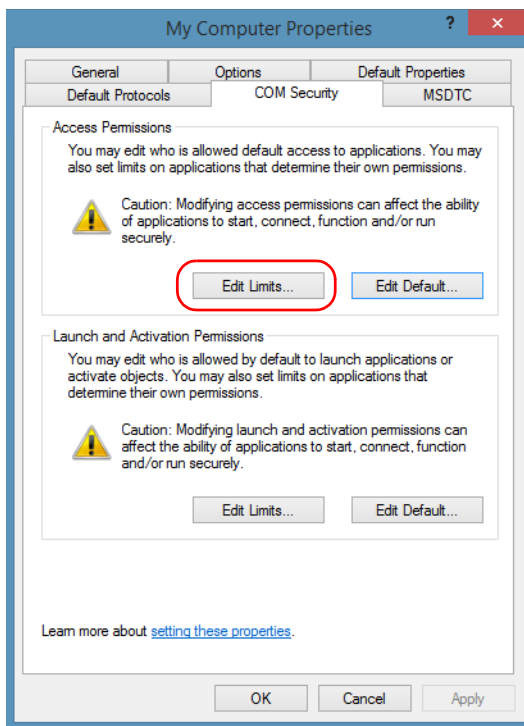 My Computer Properties
?
General Options Default Properties
Default Protocols COM Security MSDTC
Access Permissions
You may edit who is allowed default access to applications. You may
also set limits on applications that determine their own permissions.
Caution: Modifying access permissions can affect the ability
of applications to start, connect, function and/or run
securely.
Edit Limits... Edit Default...
Launch and Activation Permissions
You may edit who is allowed by default to launch applications or
activate objects. You may also set limits on applications that
determine their own permissions.
Caution: Modifying launch and activation permissions can
affect the ability of applications to start, connect, function
and/or run securely.
Edit Limits... Edit Default...
Learn more about setting these properties.
OK Cancel Apply